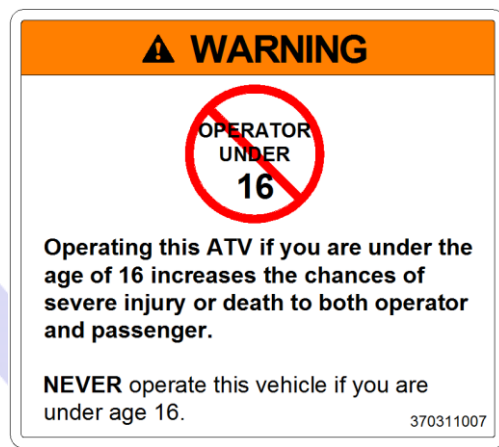 WARNING
OPERATOR
UNDER
16
Operating this ATV if you are under the
age of 16 increases the chances of
severe injury or death to both operator
and passenger.
NEVER operate this vehicle if you are
under age 16.
370311007